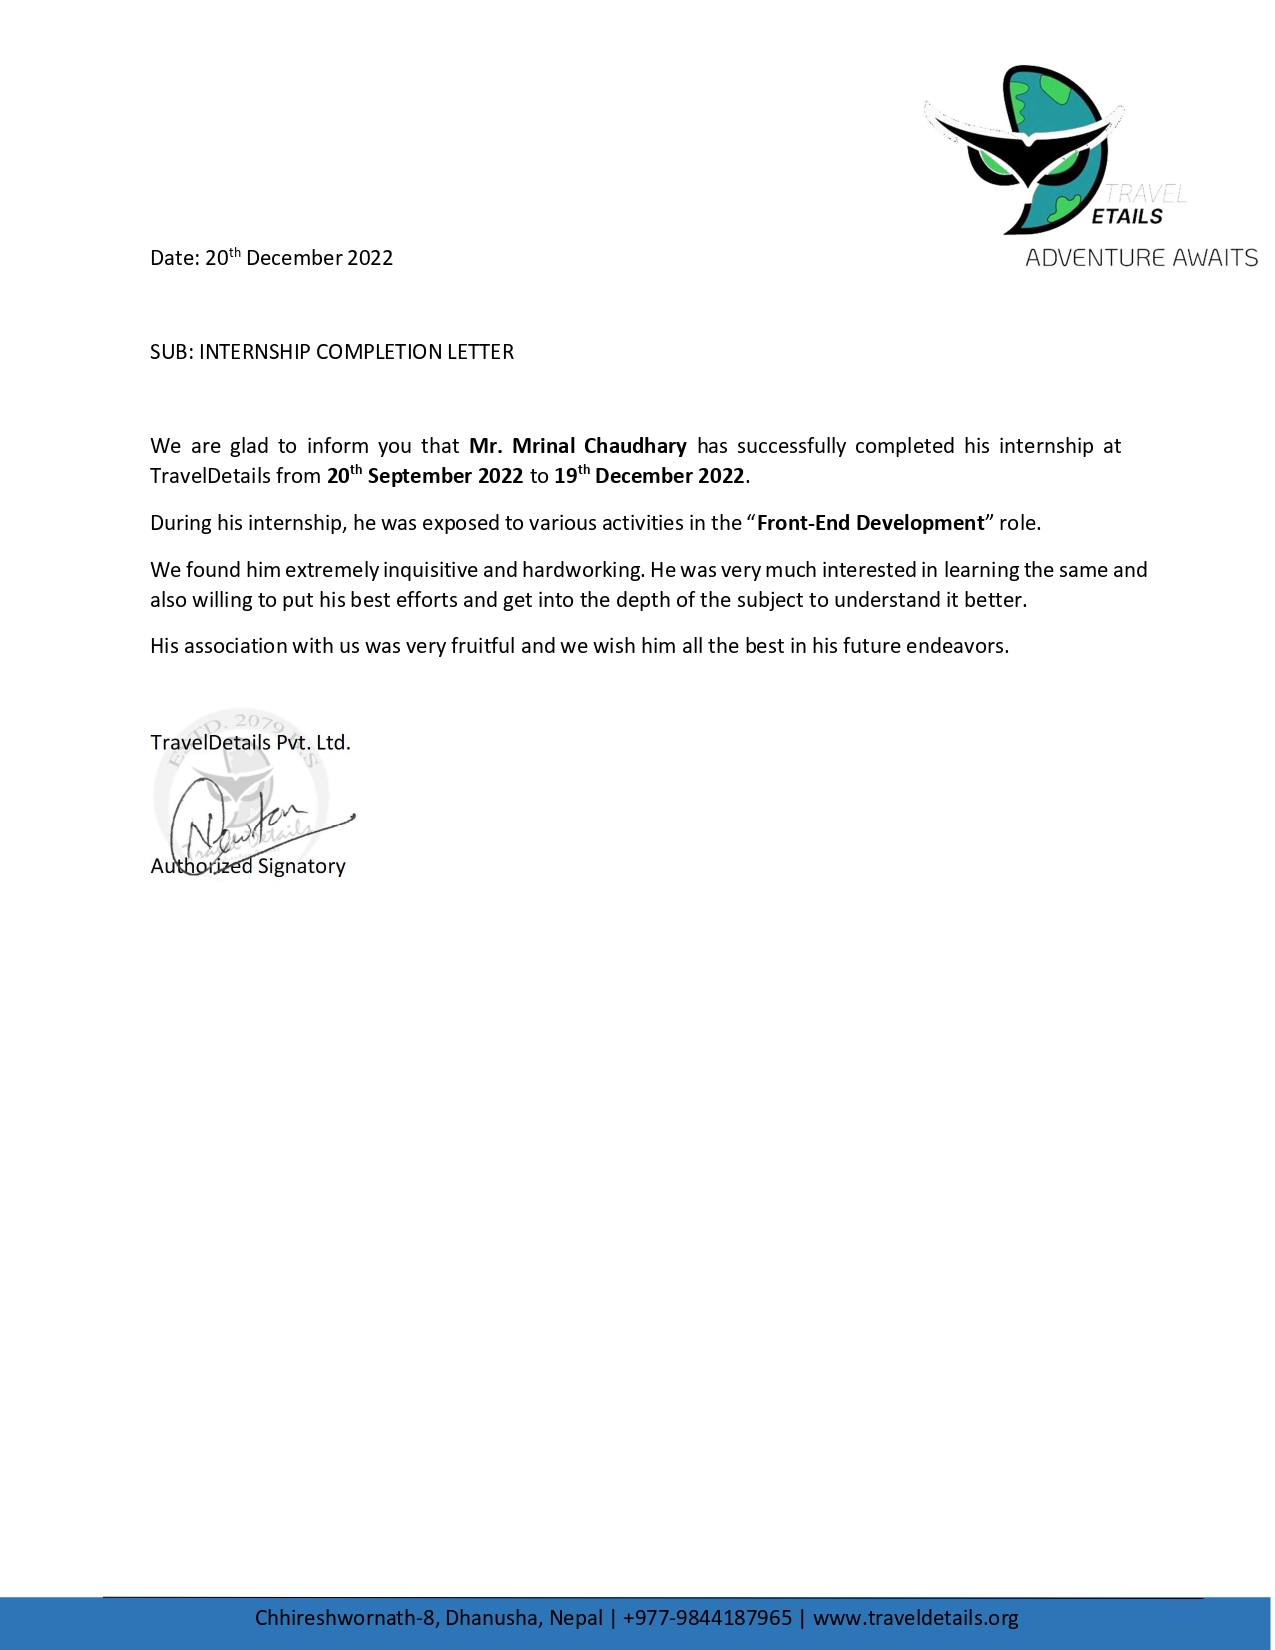 TRAVEL
ETAILS
ADVENTURE AWAITS
Date: 20th December 2022
SUB: INTERNSHIP COMPLETION LETTER
We are glad to inform you that Mr. Mrinal Chaudhary has successfully completed his internship at
TravelDetails from 20th September 2022 to 19th December 2022.
During his internship, he was exposed to various activities in the “Front-End Development” role.
We found him extremely inquisitive and hardworking. He was very much interested in learning the same and
also willing to put his best efforts and get into the depth of the subject to understand it better.
His association with us was very fruitful and we wish him all the best in his future endeavors.
ESTD. 2079 B.S
TravelDetails Pvt. Ltd.
Newton
Travel Details
Authorized Signatory
Chhireshwornath-8, Dhanusha, Nepal | +977-9844187965 | www.traveldetails.org